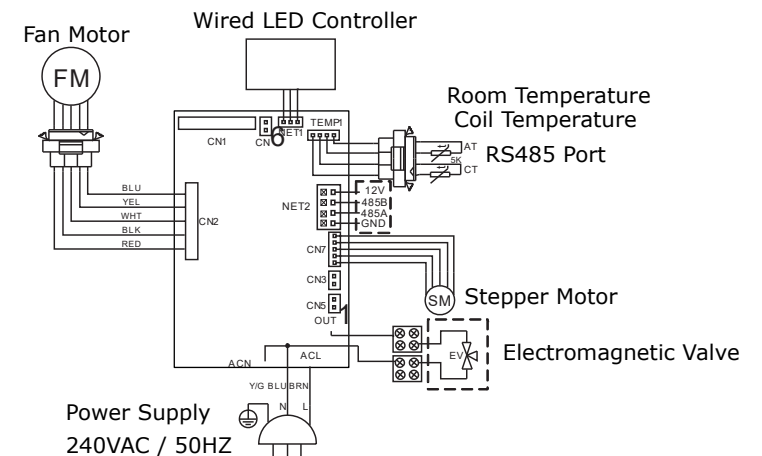 Wired LED Controller
Fan Motor
FM
Room Temperature
Coil Temperature
RS485 Port
CN1
CN6
NET1
TEMP1
AT
5K
CT
BLU
YEL
WHT
BLK
RED
CN2
NET2
12V
485B
485A
GND
CN7
CN3
CN5
OUT1
SM
Stepper Motor
EV
Electromagnetic Valve
ACN
ACL
Y/G BLU BRN
N
L
Power Supply
240VAC / 50HZ